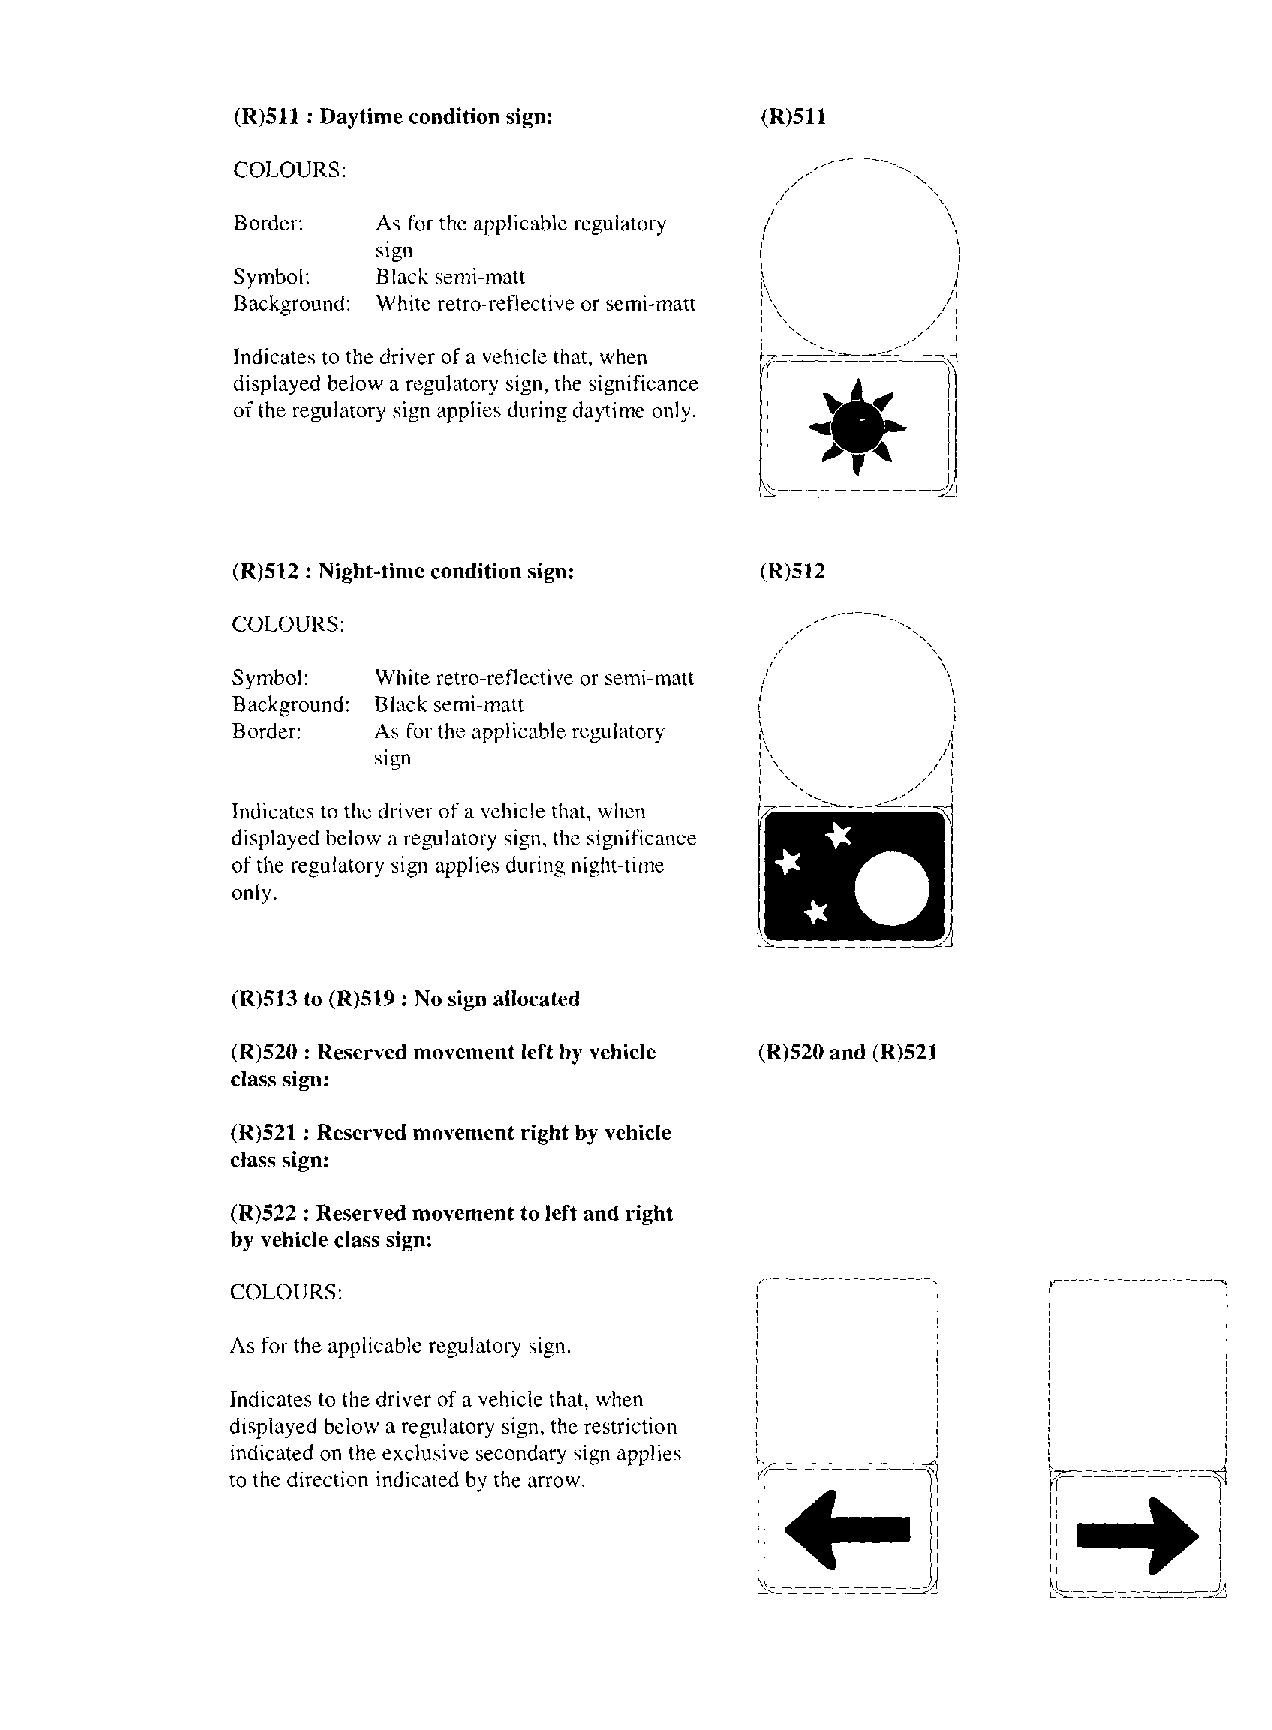 (R)511 : Daytime condition sign:
(R)511
COLOURS:
Border: As for the applicable regulatory
sign
Symbol: Black semi-matt
Background: White retro-reflective or semi-matt
Indicates to the driver of a vehicle that, when
displayed below a regulatory sign, the significance
of the regulatory sign applies during daytime only.
(R)512 : Night-time condition sign:
(R)512
COLOURS:
Symbol: White retro-reflective or semi-matt
Background: Black semi-matt
Border: As for the applicable regulatory
sign
Indicates to the driver of a vehicle that, when
displayed below a regulatory sign, the significance
of the regulatory sign applies during night-time
only.
(R)513 to (R)519 : No sign allocated
(R)520 : Reserved movement left by vehicle
class sign:
(R)520 and (R)521
(R)521 : Reserved movement right by vehicle
class sign:
(R)522 : Reserved movement to left and right
by vehicle class sign:
COLOURS:
As for the applicable regulatory sign.
Indicates to the driver of a vehicle that, when
displayed below a regulatory sign, the restriction
indicated on the exclusive secondary sign applies
to the direction indicated by the arrow.